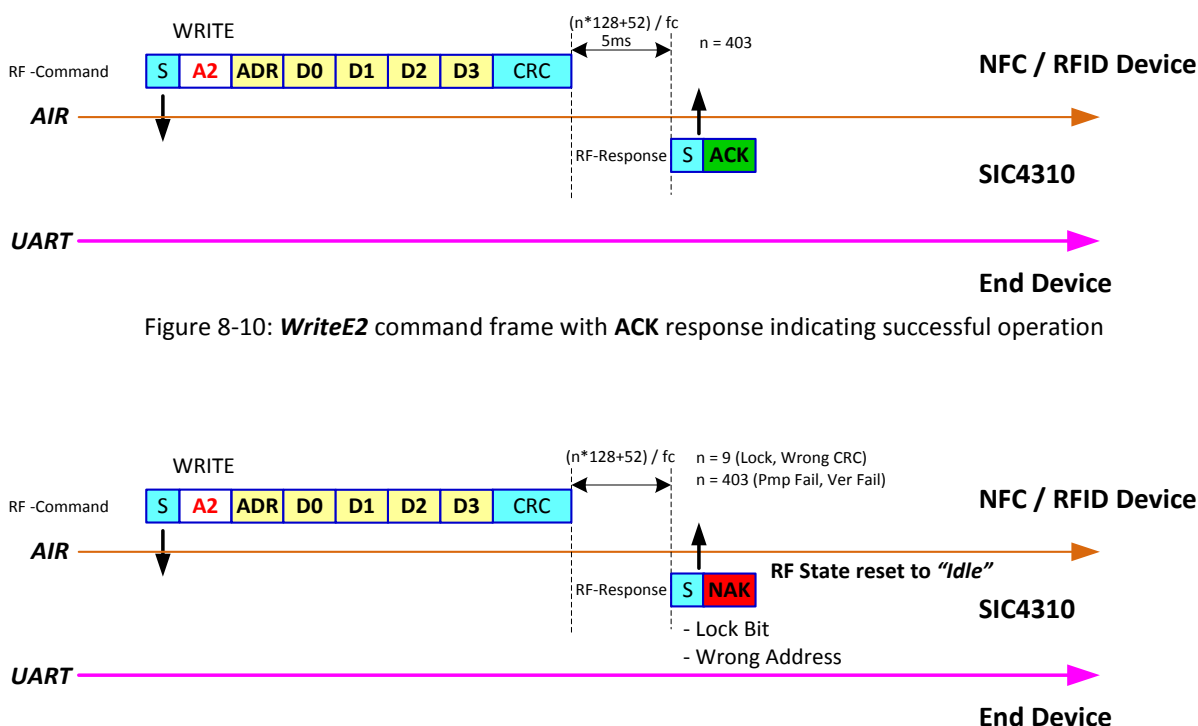 (n*128+52) / fc
WRITE
5ms
n = 403
RF -Command
S A2 ADR D0 D1 D2 D3 CRC
NFC / RFID Device
AIR
RF-Response
S ACK
SIC4310
UART
End Device
Figure 8-10: WriteE2 command frame with ACK response indicating successful operation
(n*128+52) / fc
n = 9 (Lock, Wrong CRC)
WRITE
n = 403 (Pmp Fail, Ver Fail)
RF -Command
S A2 ADR D0 D1 D2 D3 CRC
NFC / RFID Device
AIR
RF State reset to “Idle”
RF-Response
S NAK
SIC4310
- Lock Bit
- Wrong Address
UART
End Device